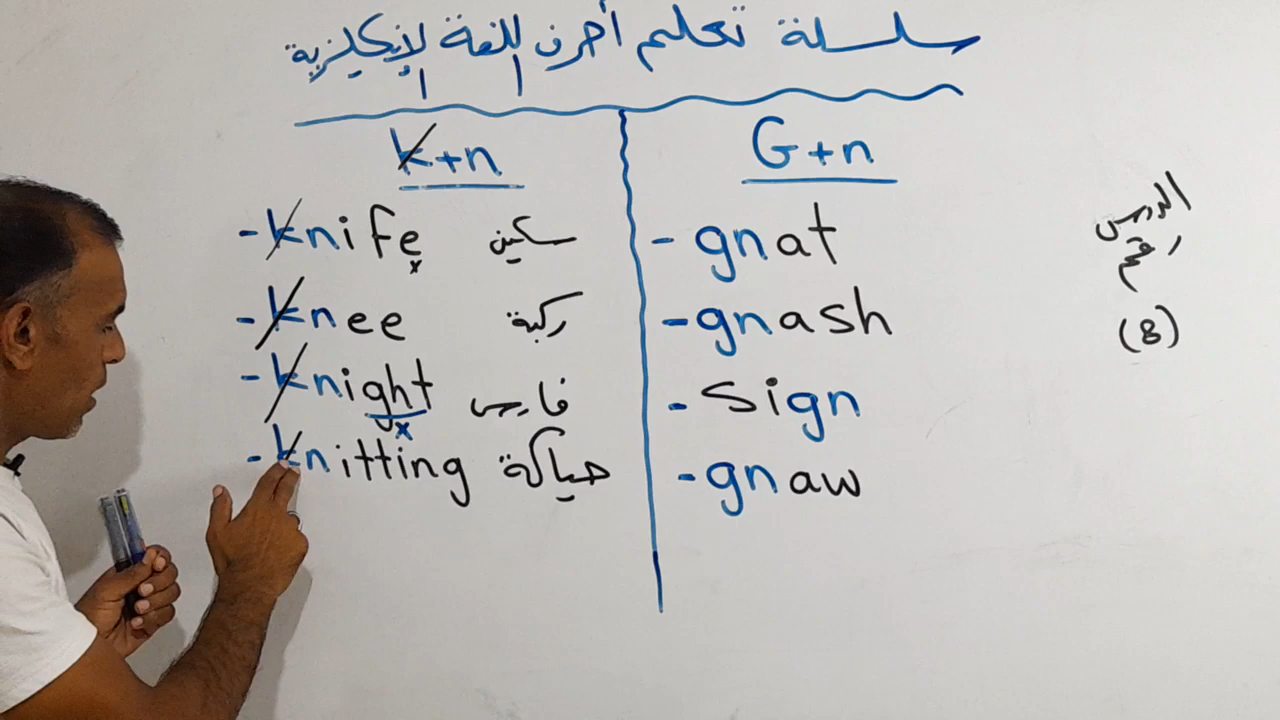 سلسلة تعليم أحرف اللغة الإنكليزية
k+n
-knife سكين
-knee ركبة
-knight فارس
-knitting حياكة
G+n
-gnat
-gnash
-sign
-gnaw
الدرس
رقم
(8)